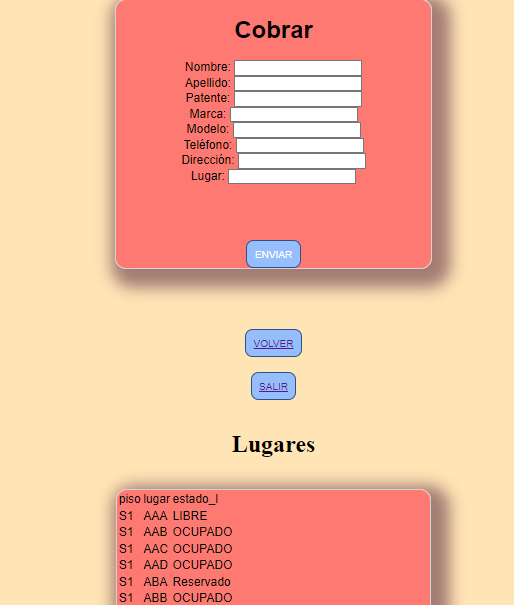 Cobrar
Nombre:
Apellido:
Patente:
Marca:
Modelo:
Teléfono:
Dirección:
Lugar:
ENVIAR
VOLVER
SALIR
Lugares
piso lugar estado_l
S1 AAA LIBRE
S1 AAB OCUPADO
S1 AAC OCUPADO
S1 AAD OCUPADO
S1 ABA Reservado
S1 ABB OCUPADO